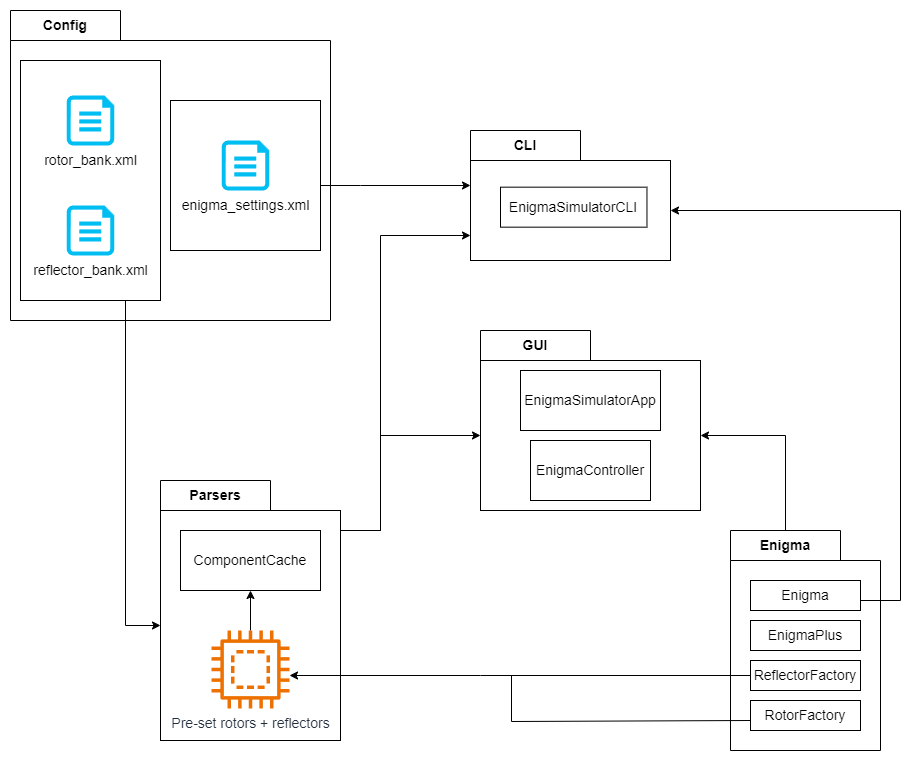 Config
rotor_bank.xml
reflector_bank.xml
enigma_settings.xml
CLI
EnigmaSimulatorCLI
GUI
EnigmaSimulatorApp
EnigmaController
Parsers
ComponentCache
Pre-set rotors + reflectors
Enigma
Enigma
EnigmaPlus
ReflectorFactory
RotorFactory